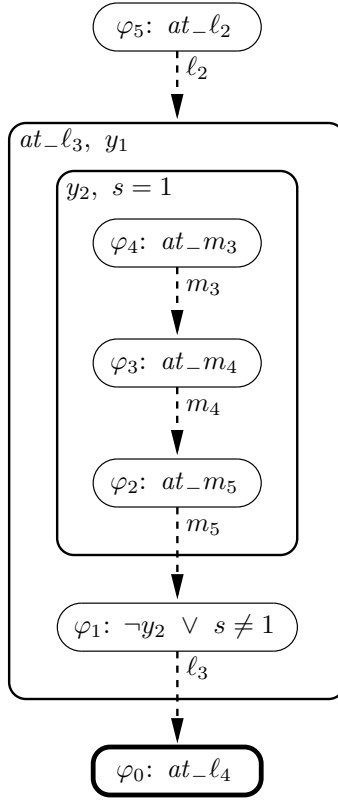 φ₅: at_ℓ₂
ℓ₂
at_ℓ₃, y₁
y₂, s = 1
φ₄: at_m₃
m₃
φ₃: at_m₄
m₄
φ₂: at_m₅
m₅
φ₁: ¬y₂ ∨ s ≠ 1
ℓ₃
φ₀: at_ℓ₄